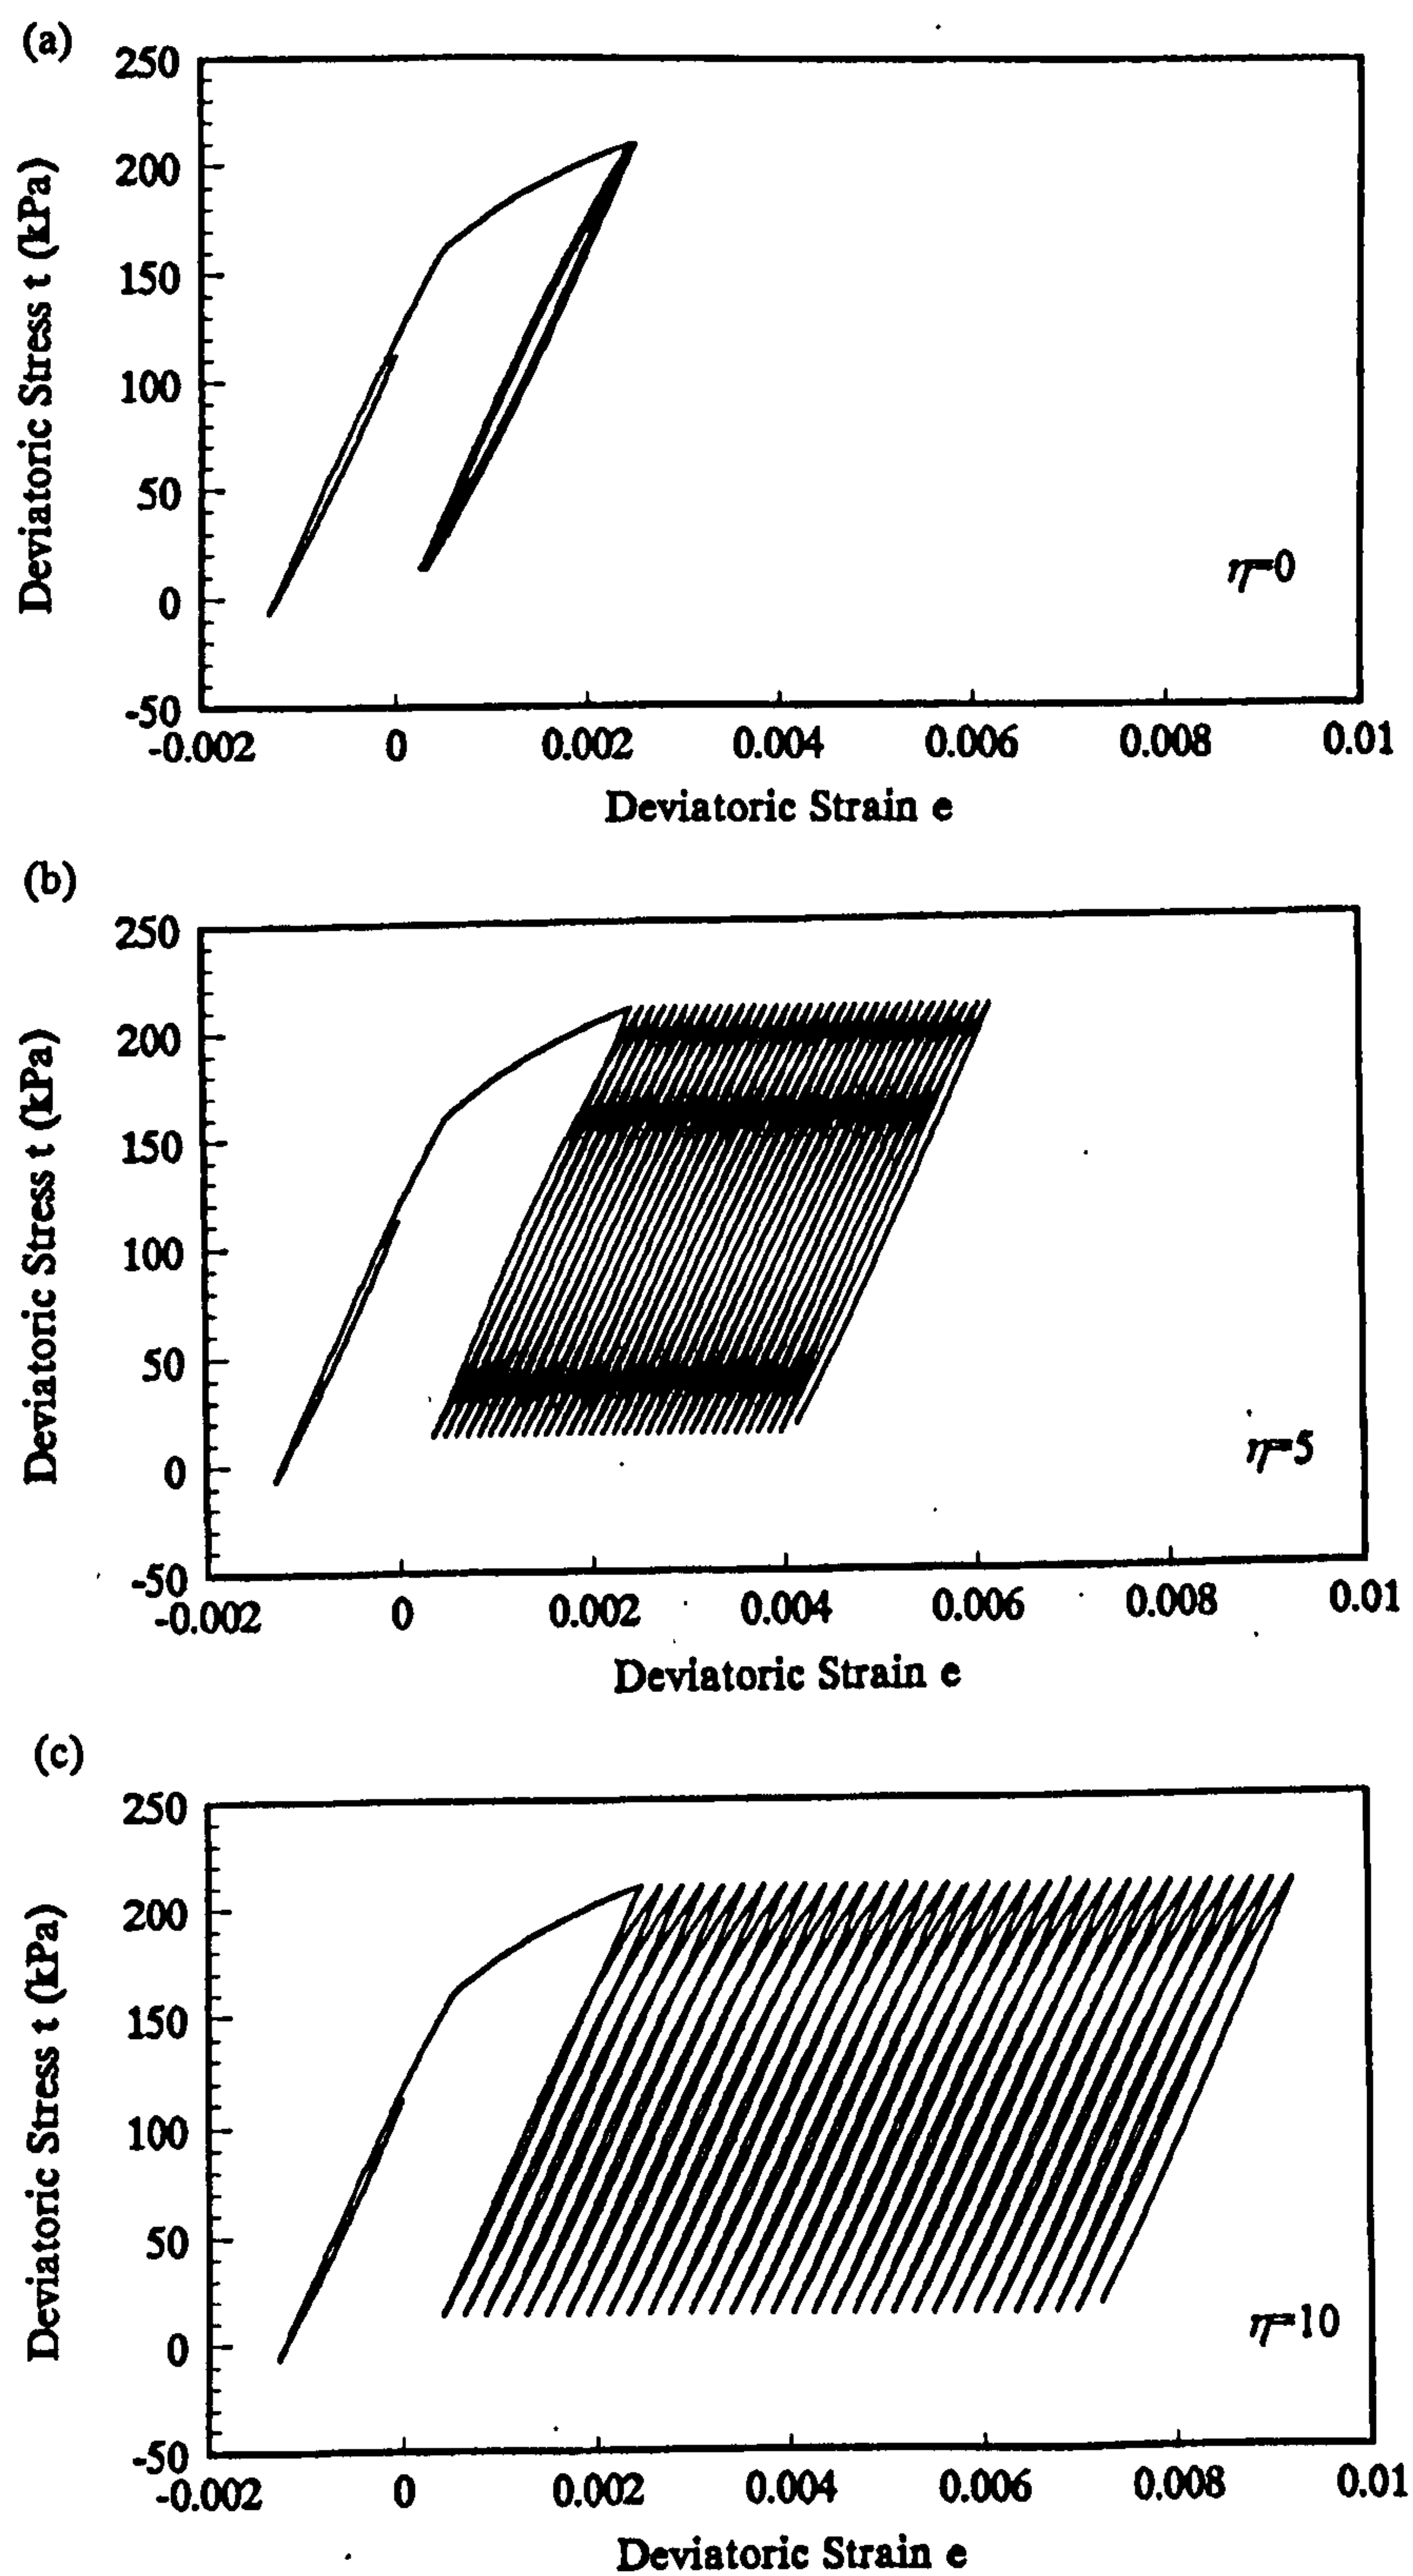 (a)
250
200
150
100
50
0
-50
Deviatoric Stress t (kPa)
η=0
-0.002 0 0.002 0.004 0.006 0.008 0.01
Deviatoric Strain e
(b)
250
200
150
100
50
0
-50
Deviatoric Stress t (kPa)
η=5
-0.002 0 0.002 0.004 0.006 0.008 0.01
Deviatoric Strain e
(c)
250
200
150
100
50
0
-50
Deviatoric Stress t (kPa)
η=10
-0.002 0 0.002 0.004 0.006 0.008 0.01
Deviatoric Strain e